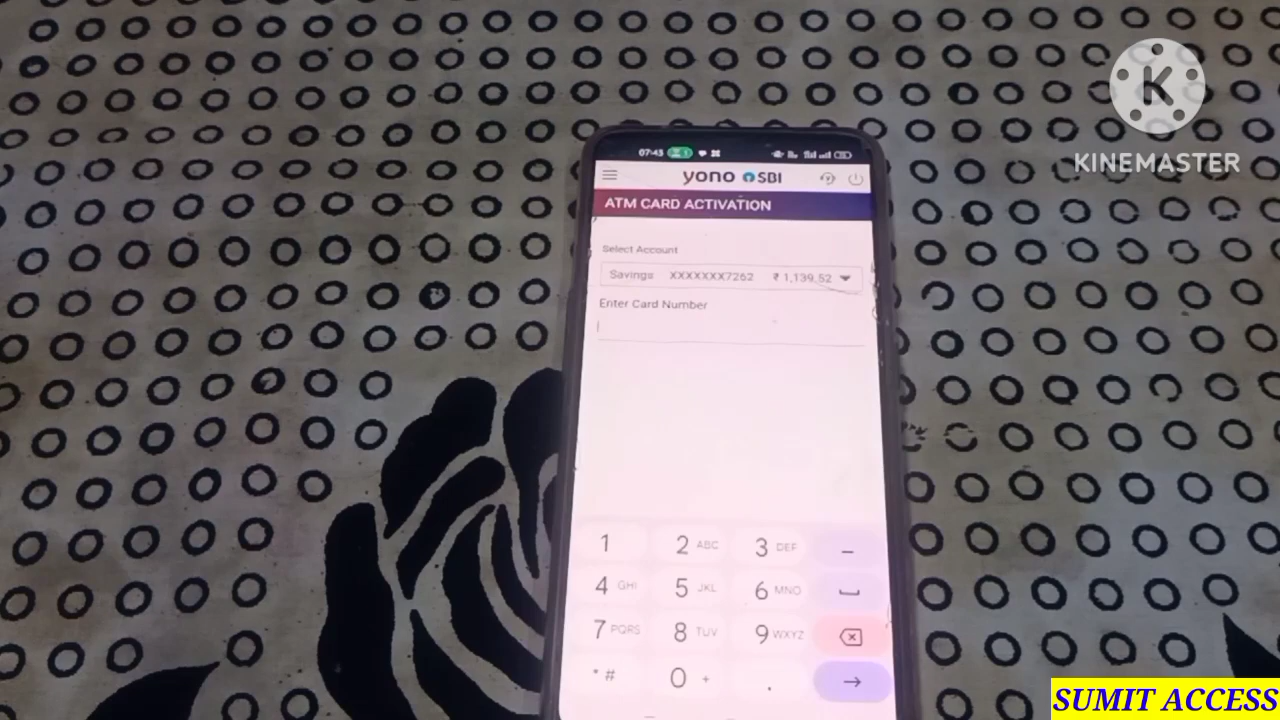 KINEMASTER
07:43
yono SBI
ATM CARD ACTIVATION
Select Account
Savings XXXXXXX7262 ₹ 1,139.52
Enter Card Number
1 2 ABC 3 DEF -
4 GHI 5 JKL 6 MNO
7 PQRS 8 TUV 9 WXYZ
* # 0 + .
SUMIT ACCESS